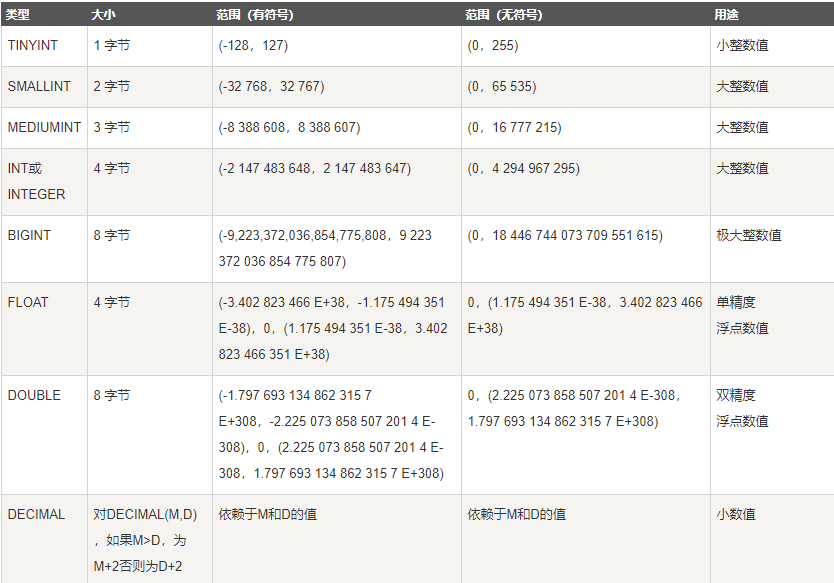 类型 大小 范围（有符号） 范围（无符号） 用途
TINYINT 1 字节 (-128，127) (0，255) 小整数值
SMALLINT 2 字节 (-32 768，32 767) (0，65 535) 大整数值
MEDIUMINT 3 字节 (-8 388 608，8 388 607) (0，16 777 215) 大整数值
INT或 4 字节 (-2 147 483 648，2 147 483 647) (0，4 294 967 295) 大整数值
INTEGER
BIGINT 8 字节 (-9,223,372,036,854,775,808，9 223 (0，18 446 744 073 709 551 615) 极大整数值
372 036 854 775 807)
FLOAT 4 字节 (-3.402 823 466 E+38，-1.175 494 351 0，(1.175 494 351 E-38，3.402 823 466 单精度
E-38)，0，(1.175 494 351 E-38，3.402 E+38) 浮点数值
823 466 351 E+38)
DOUBLE 8 字节 (-1.797 693 134 862 315 7 0，(2.225 073 858 507 201 4 E-308， 双精度
E+308，-2.225 073 858 507 201 4 E- 1.797 693 134 862 315 7 E+308) 浮点数值
308)，0，(2.225 073 858 507 201 4 E-
308，1.797 693 134 862 315 7 E+308)
DECIMAL 对DECIMAL(M,D) 依赖于M和D的值 依赖于M和D的值 小数值
，如果M>D，为
M+2否则为D+2